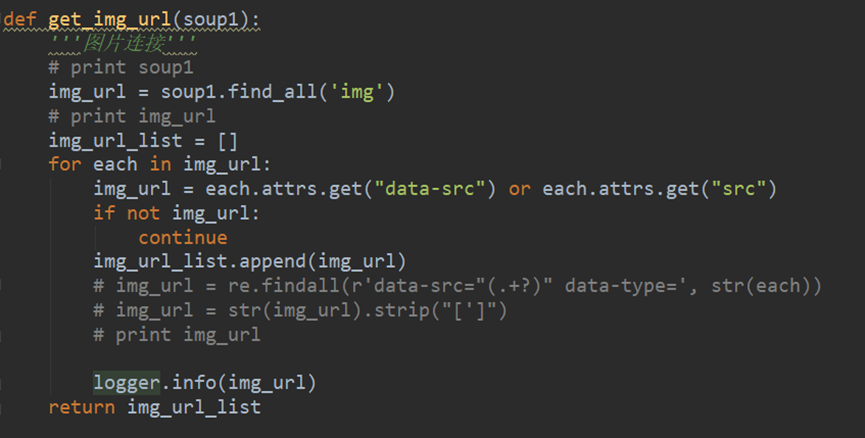 def get_img_url(soup1):
    '''图片连接'''
    # print soup1
    img_url = soup1.find_all('img')
    # print img_url
    img_url_list = []
    for each in img_url:
        img_url = each.attrs.get("data-src") or each.attrs.get("src")
        if not img_url:
            continue
        img_url_list.append(img_url)
        # img_url = re.findall(r'data-src="(.+?)" data-type=', str(each))
        # img_url = str(img_url).strip("[']")
        # print img_url

        logger.info(img_url)
    return img_url_list